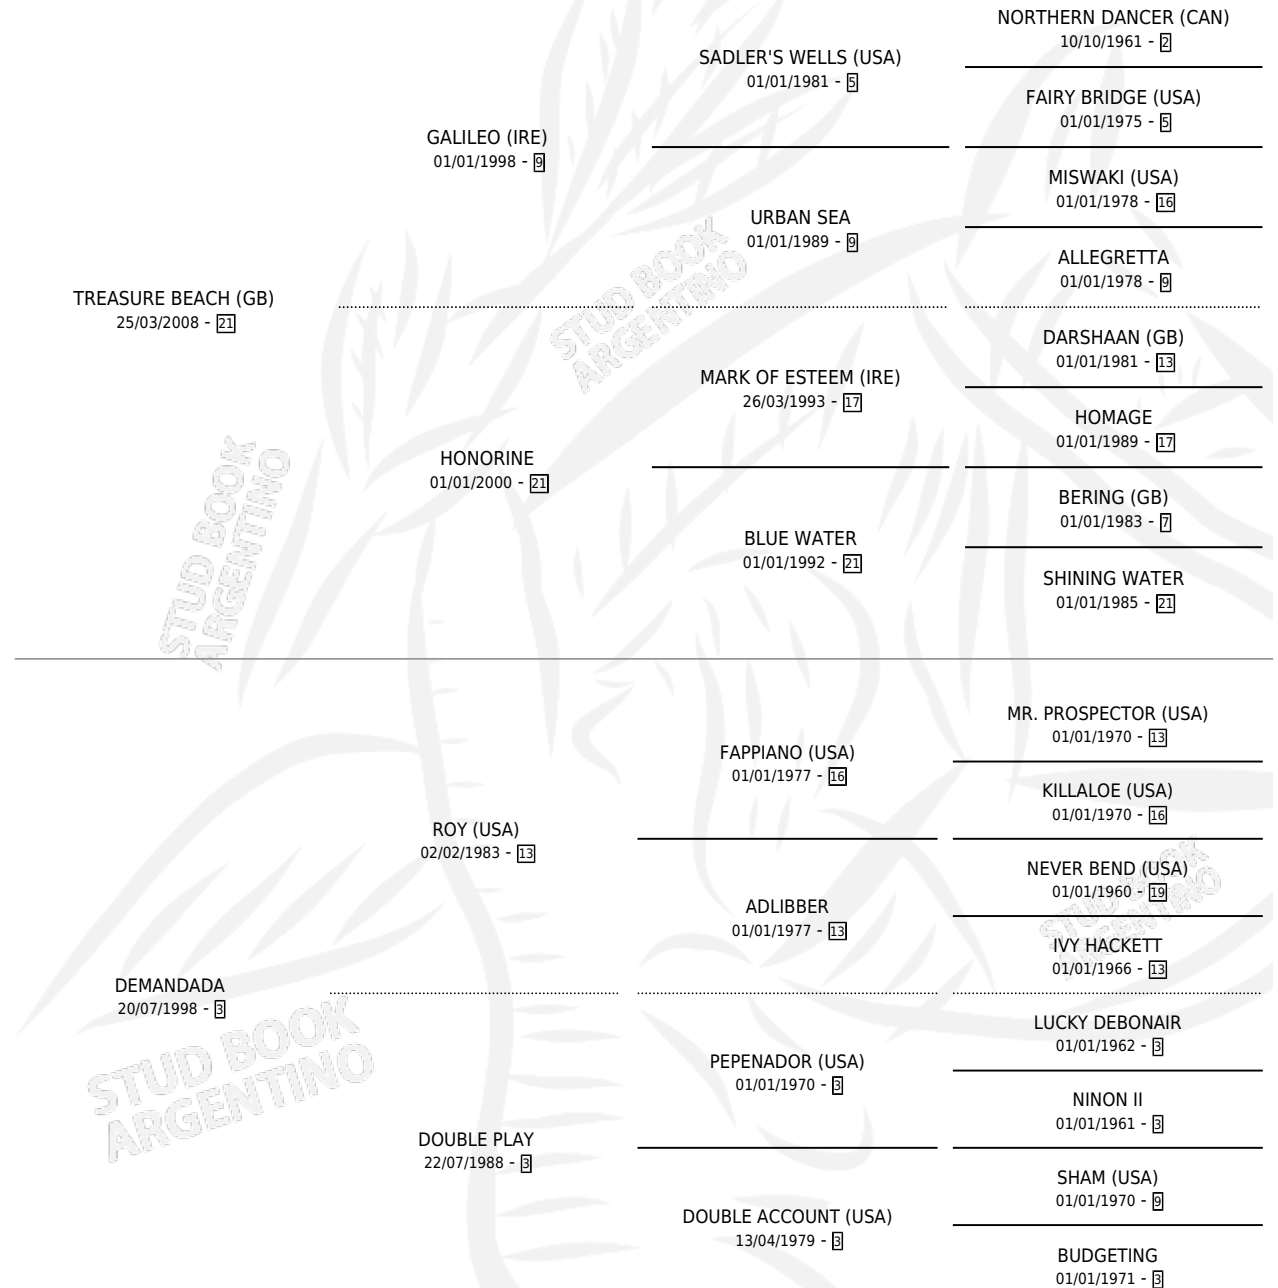 NORTHERN DANCER (CAN)
10/10/1961 - 2
SADLER'S WELLS (USA)
01/01/1981 - 5
FAIRY BRIDGE (USA)
01/01/1975 - 5
GALILEO (IRE)
01/01/1998 - 9
MISWAKI (USA)
01/01/1978 - 16
URBAN SEA
01/01/1989 - 9
ALLEGRETTA
01/01/1978 - 9
TREASURE BEACH (GB)
25/03/2008 - 21
STUD BOOK
ARGENTINO
DARSHAAN (GB)
01/01/1981 - 13
MARK OF ESTEEM (IRE)
26/03/1993 - 17
HOMAGE
01/01/1989 - 17
HONORINE
01/01/2000 - 21
BERING (GB)
01/01/1983 - 7
BLUE WATER
01/01/1992 - 21
SHINING WATER
01/01/1985 - 21
STUD BOOK
ARGENTINO
MR. PROSPECTOR (USA)
01/01/1970 - 13
FAPPIANO (USA)
01/01/1977 - 16
KILLALOE (USA)
01/01/1970 - 16
ROY (USA)
02/02/1983 - 13
NEVER BEND (USA)
01/01/1960 - 19
ADLIBBER
01/01/1977 - 13
STUD BOOK
ARGENTINO
IVY HACKETT
01/01/1966 - 13
DEMANDADA
20/07/1998 - 3
STUD BOOK
ARGENTINO
LUCKY DEBONAIR
01/01/1962 - 3
PEPENADOR (USA)
01/01/1970 - 3
NINON II
01/01/1961 - 3
DOUBLE PLAY
22/07/1988 - 3
SHAM (USA)
01/01/1970 - 9
DOUBLE ACCOUNT (USA)
13/04/1979 - 3
BUDGETING
01/01/1971 - 3